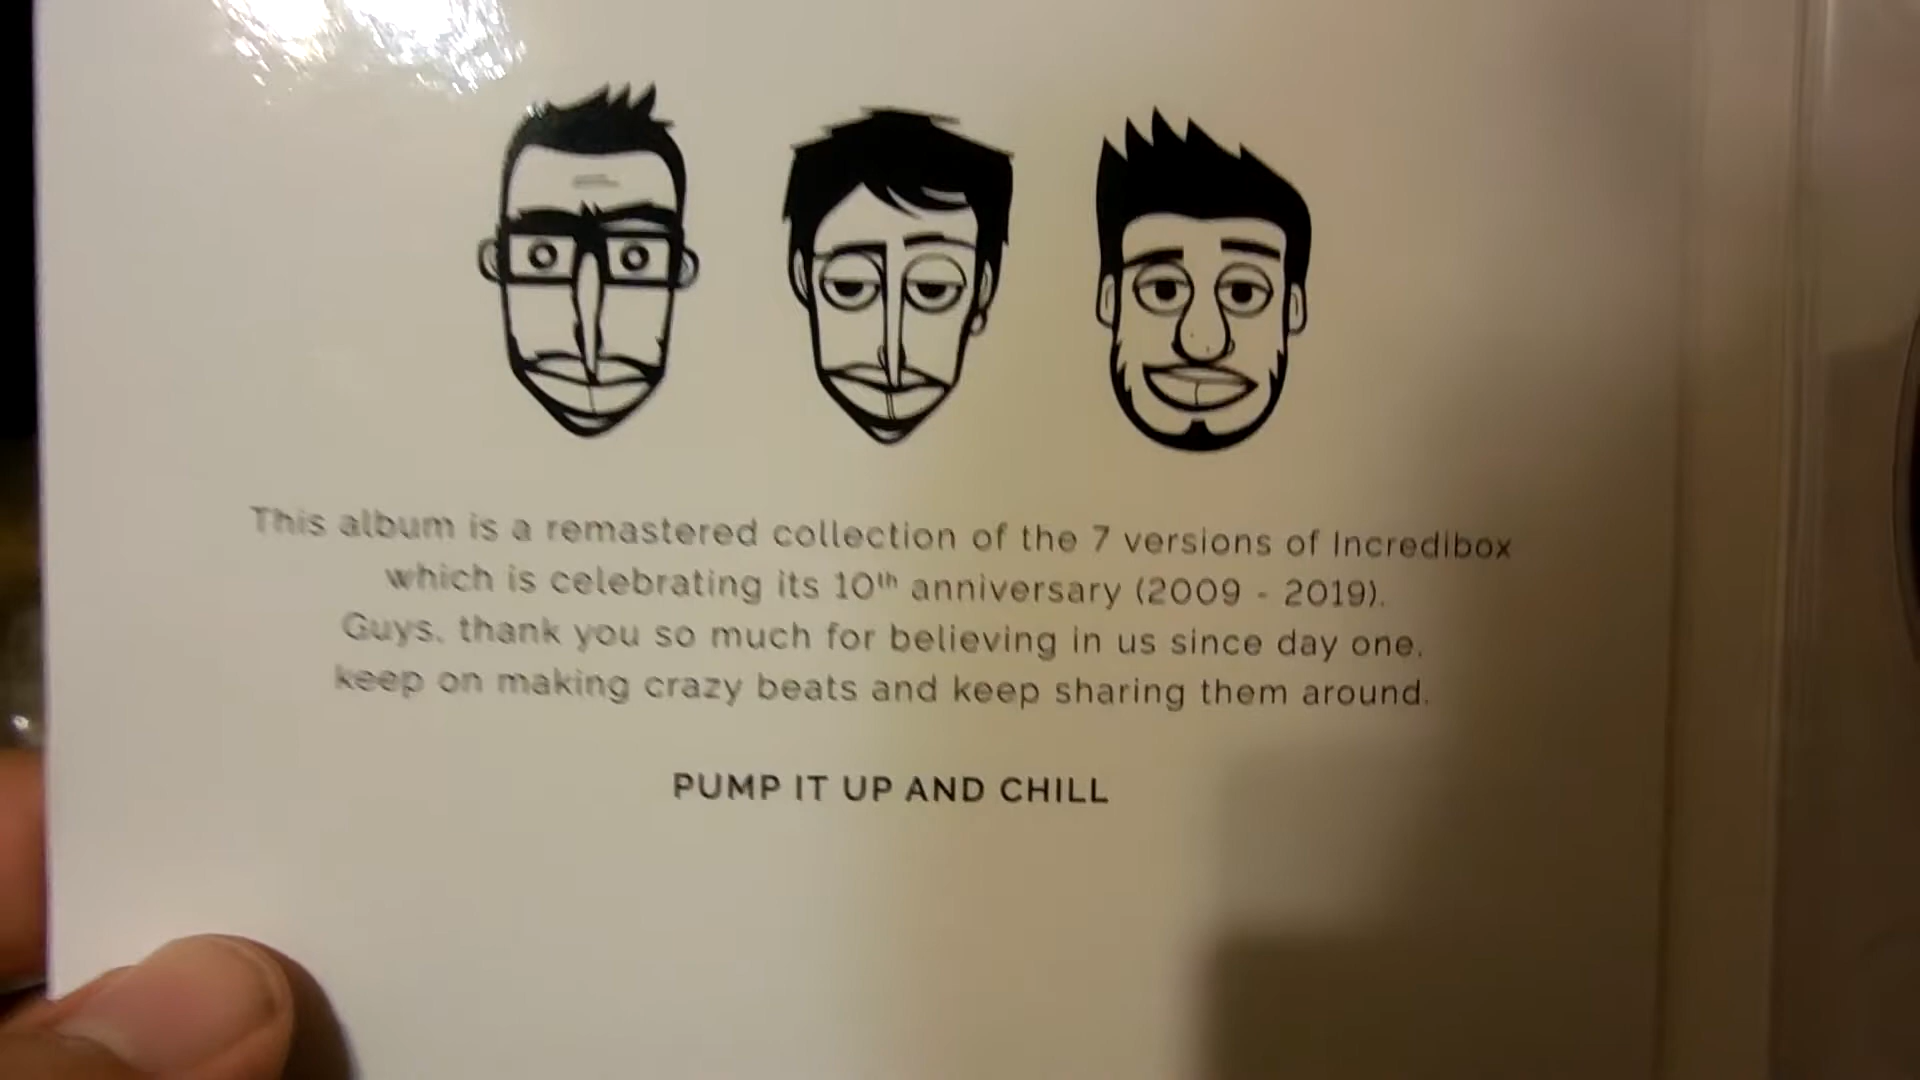 This album is a remastered collection of the 7 versions of Incredibox
which is celebrating its 10th anniversary (2009 - 2019).
Guys, thank you so much for believing in us since day one,
keep on making crazy beats and keep sharing them around.
PUMP IT UP AND CHILL